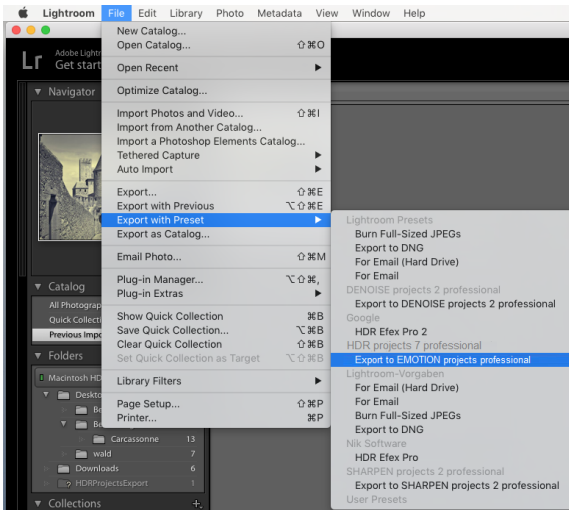 Lightroom File Edit Library Photo Metadata View Window Help
Lr Adobe Lightr
Get start
Navigator
Catalog
All Photograp
Quick Collecti
Previous Impo
Folders
Macintosh HD
Deskto
Be
Be
Carcassonne 13
wald 7
Downloads 6
HDRProjectsExport 1
Collections +
New Catalog...
Open Catalog... ⇧⌘O
Open Recent ▶
Optimize Catalog...
Import Photos and Video... ⇧⌘I
Import from Another Catalog...
Import a Photoshop Elements Catalog...
Tethered Capture ▶
Auto Import ▶
Export... ⇧⌘E
Export with Previous ⌥⇧⌘E
Export with Preset ▶
Export as Catalog...
Email Photo... ⇧⌘M
Plug-in Manager... ⌥⇧⌘,
Plug-in Extras ▶
Show Quick Collection ⌘B
Save Quick Collection... ⌥⌘B
Clear Quick Collection ⇧⌘B
Set Quick Collection as Target ⌥⇧⌘B
Library Filters ▶
Page Setup... ⇧⌘P
Printer... ⌘P
Lightroom Presets
Burn Full-Sized JPEGs
Export to DNG
For Email (Hard Drive)
For Email
DENOISE projects 2 professional
Export to DENOISE projects 2 professional
Google
HDR Efex Pro 2
HDR projects 7 professional
Export to EMOTION projects professional
Lightroom-Vorgaben
For Email (Hard Drive)
For Email
Burn Full-Sized JPEGs
Export to DNG
Nik Software
HDR Efex Pro
SHARPEN projects 2 professional
Export to SHARPEN projects 2 professional
User Presets